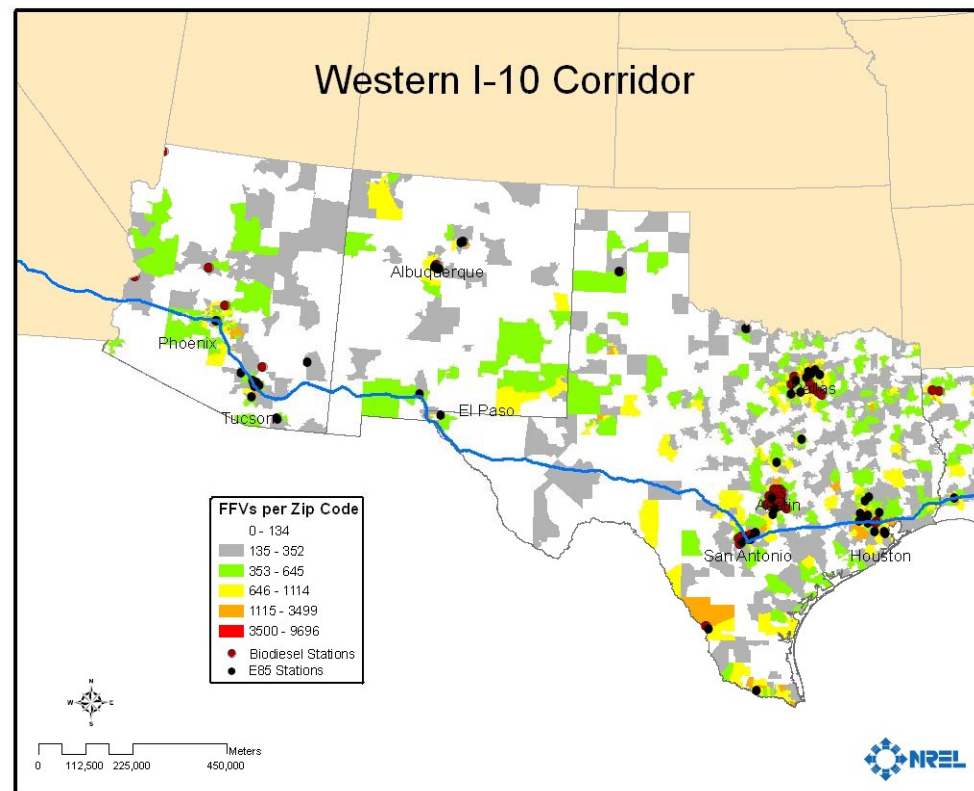 Western I-10 Corridor
Albuquerque
Phoenix
Tucson
El Paso
Dallas
Austin
San Antonio
Houston
FFVs per Zip Code
0 - 134
135 - 352
353 - 645
646 - 1114
1115 - 3499
3500 - 9696
Biodiesel Stations
E85 Stations
N
W E
S
Meters
0 112,500 225,000 450,000
NREL